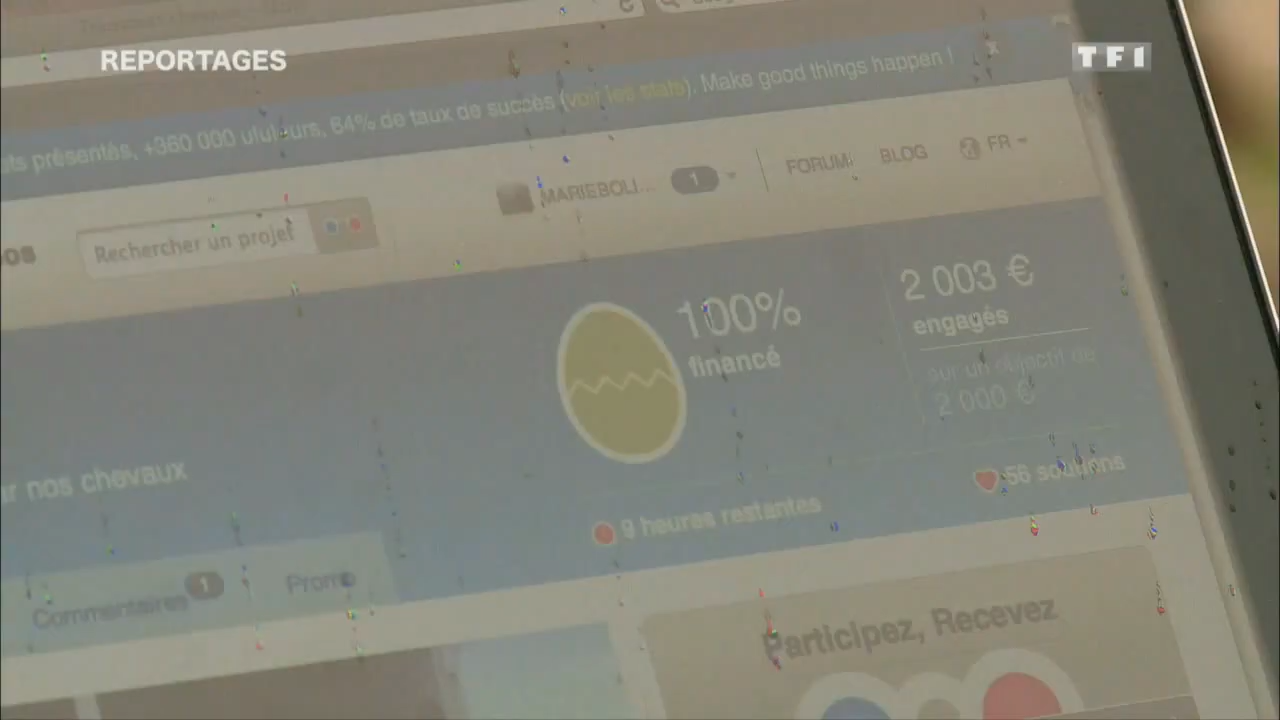 REPORTAGES
TF1
ts présentés, +360 000 ululeurs, 64% de taux de succès (voir les stats). Make good things happen ! x
Rechercher un projet
MARIEBOLI... 1
FORUM
BLOG
FR
100%
financé
2 003 €
engagés
sur un objectif de
2 000 €
r nos chevaux
9 heures restantes
56 soutiens
Commentaires 1
Promo
Participez, Recevez